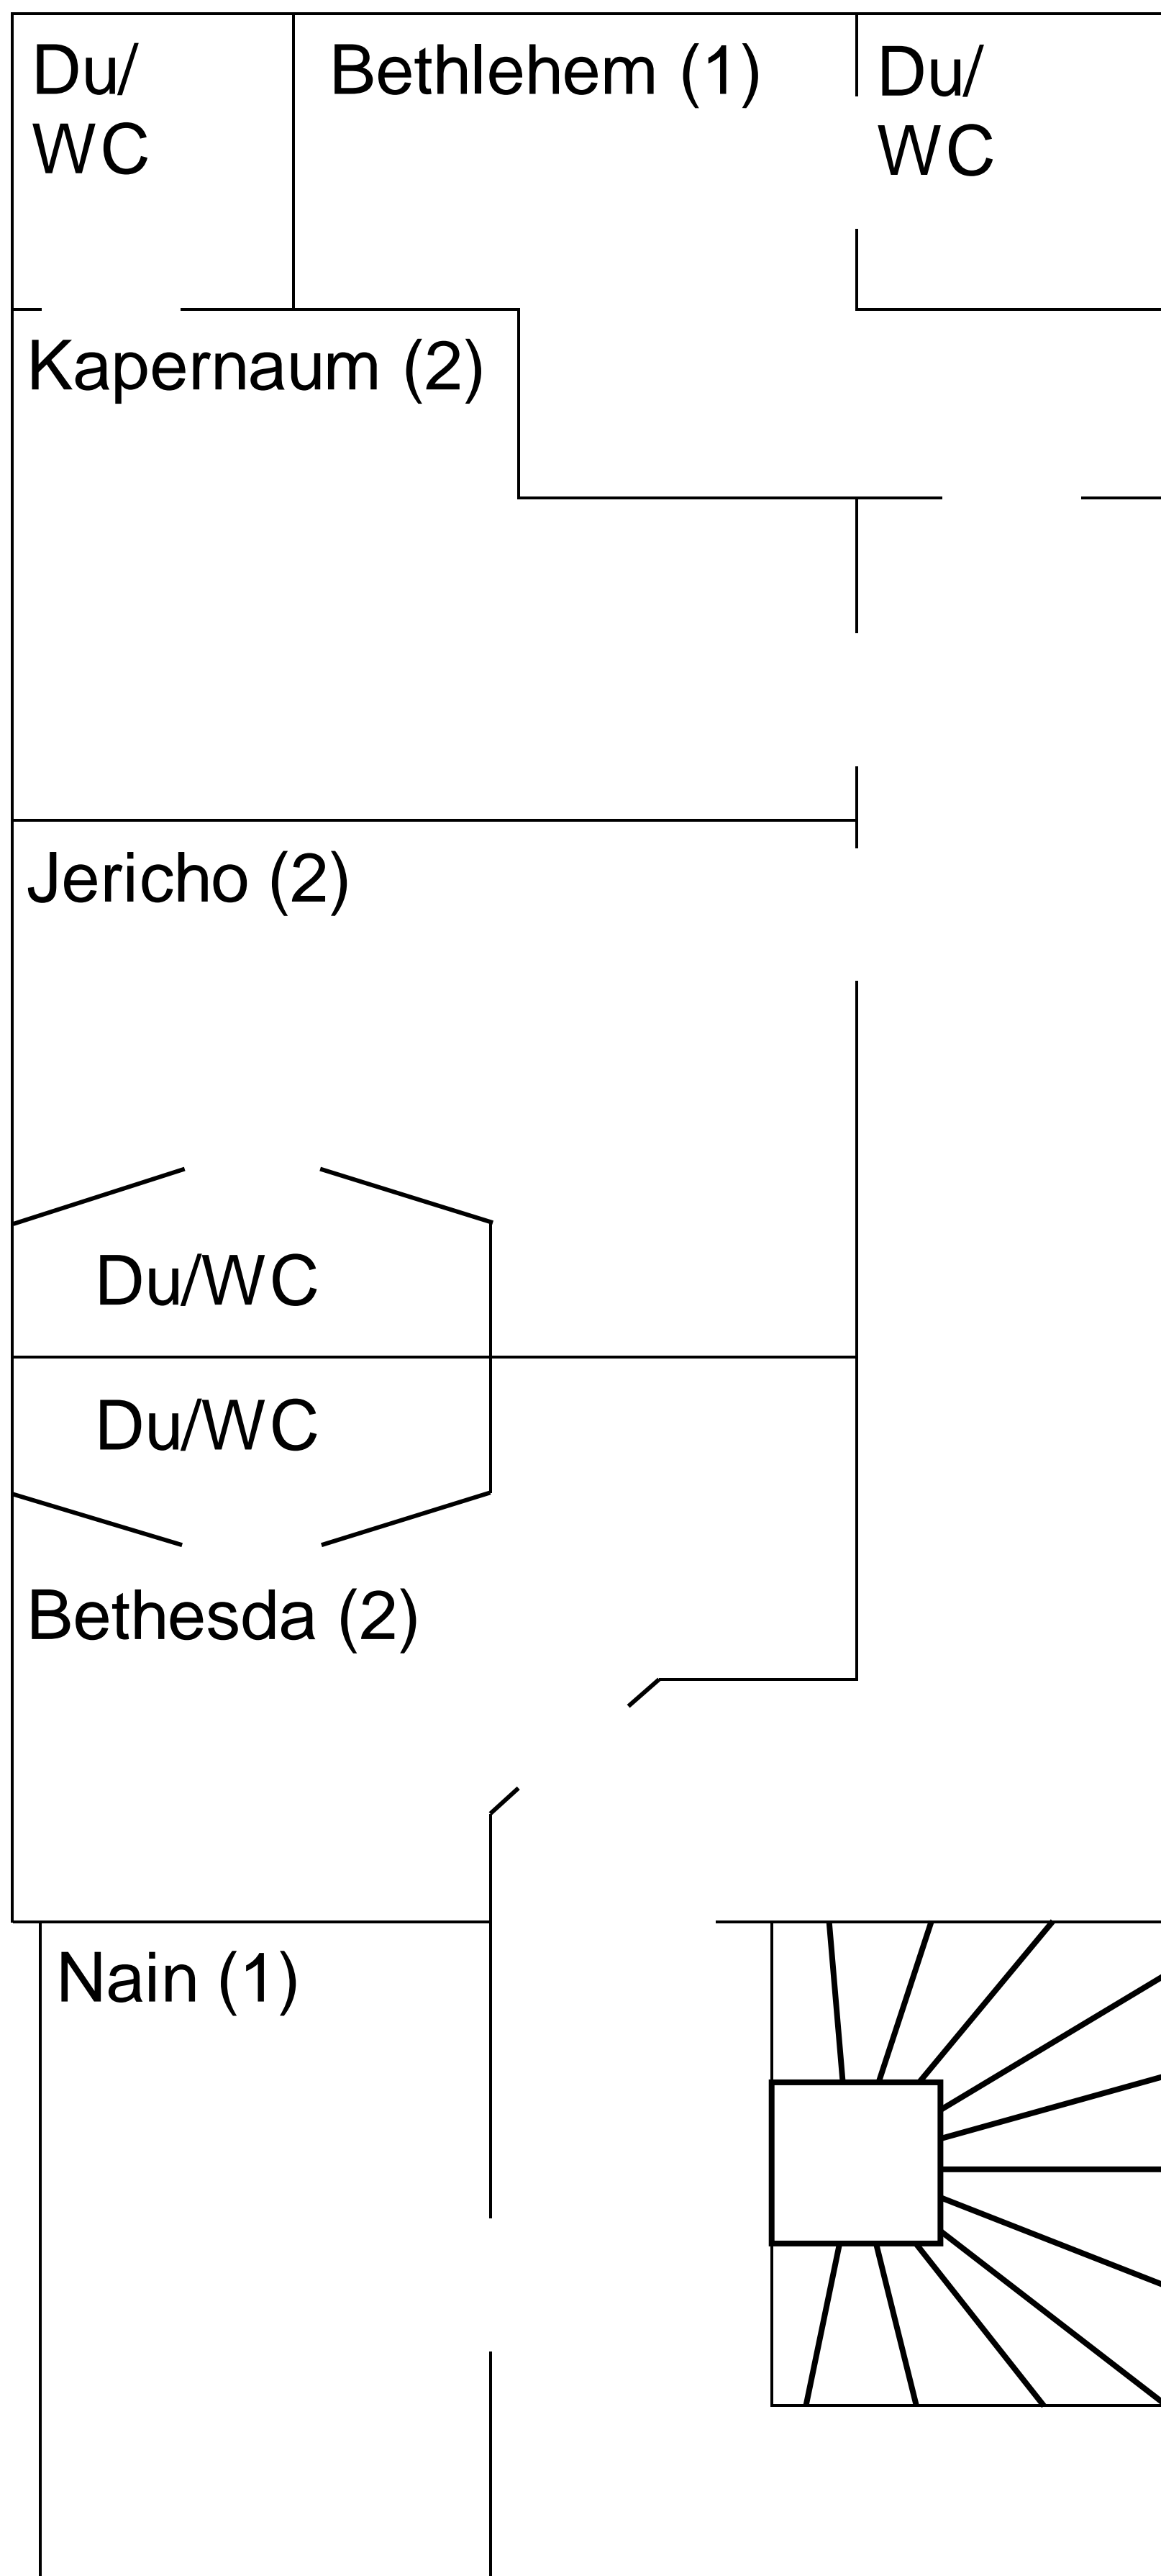 Du/
WC
Bethlehem (1)
Du/
WC
Kapernaum (2)
Jericho (2)
Du/WC
Du/WC
Bethesda (2)
Nain (1)